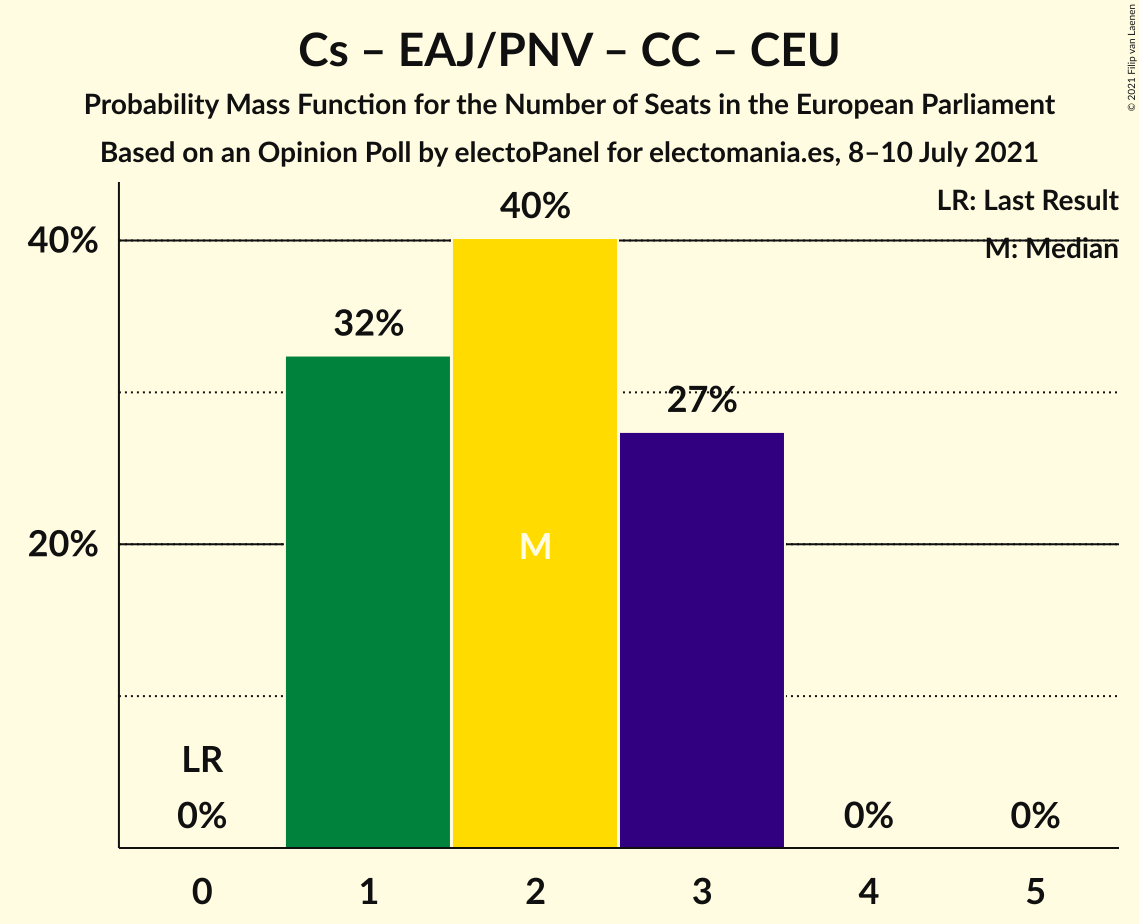 Cs – EAJ/PNV – CC – CEU
Probability Mass Function for the Number of Seats in the European Parliament
Based on an Opinion Poll by electoPanel for electomania.es, 8–10 July 2021
© 2021 Filip van Laenen
LR: Last Result
M: Median
40%
20%
40%
32%
27%
M
LR
0%
0%
0%
0 1 2 3 4 5